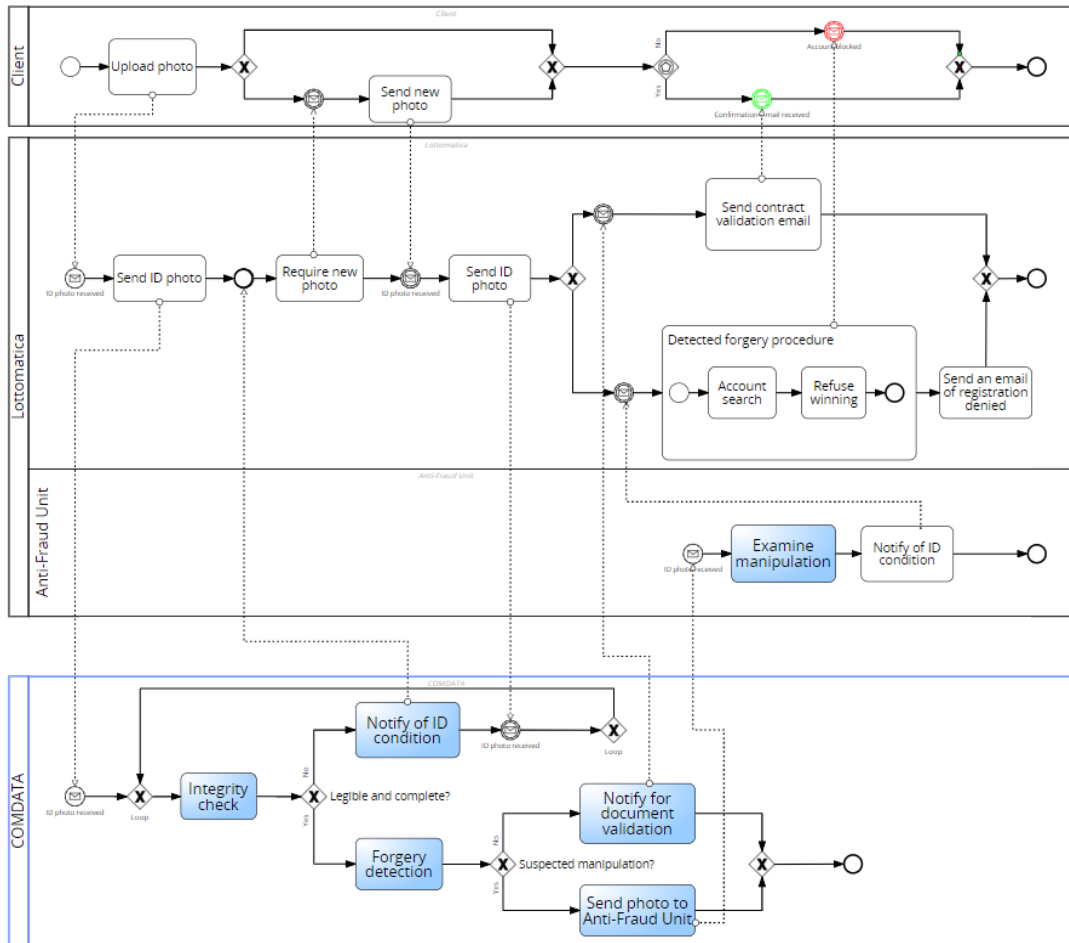 Client
Client
Upload photo
Send new
photo
No
Yes
Account blocked
Confirmation email received
Lottomatica
Lottomatica
ID photo received
Send ID photo
Require new
photo
ID photo received
Send ID
photo
Send contract
validation email
Detected forgery procedure
Account
search
Refuse
winning
Send an email
of registration
denied
Anti-Fraud Unit
Anti-Fraud Unit
ID photo received
Examine
manipulation
Notify of ID
condition
COMDATA
COMDATA
ID photo received
Loop
Integrity
check
No
Yes
Legible and complete?
Notify of ID
condition
ID photo received
Loop
Forgery
detection
No
Yes
Suspected manipulation?
Notify for
document
validation
Send photo to
Anti-Fraud Unit